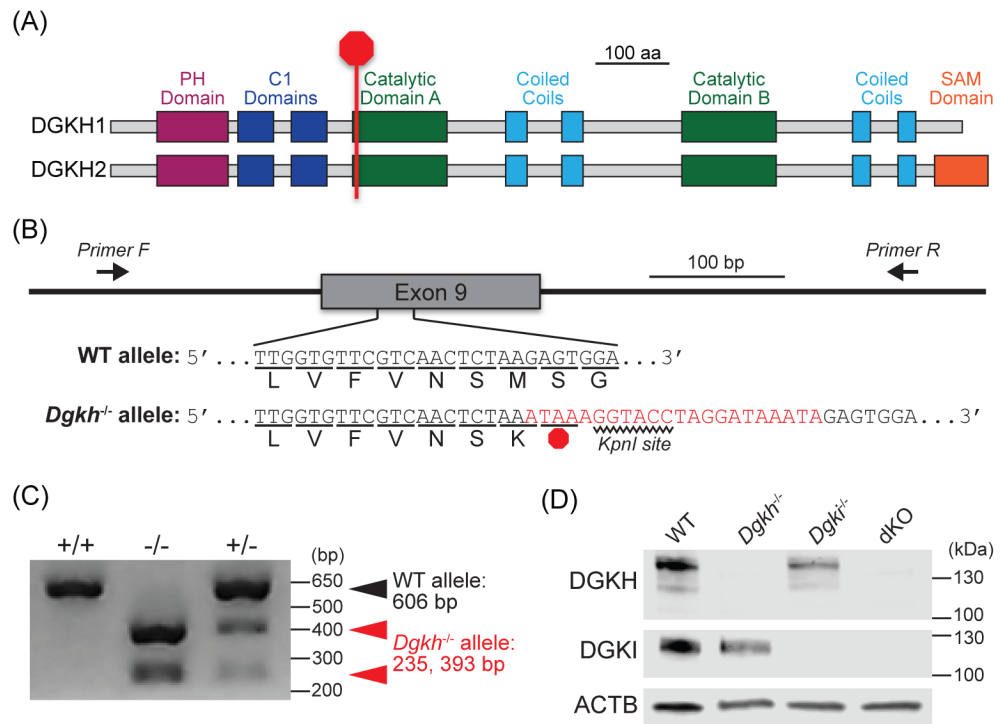 (A)
100 aa
PH Domain
C1 Domains
Catalytic Domain A
Coiled Coils
Catalytic Domain B
Coiled Coils
SAM Domain
DGKH1
DGKH2
(B)
Primer F
Primer R
100 bp
Exon 9
WT allele: 5' ...TTGGTGTTCGTCAACTCTAAGAGTGGA...3'
L V F V N S M S G
Dgkh-/- allele: 5' ...TTGGTGTTCGTCAACTCTAAATAAAGGTACCTAGGATAAATAGAGTGGA...3'
L V F V N S K
KpnI site
(C)
+/+ -/- +/- (bp)
650
500
400
300
200
WT allele:
606 bp
Dgkh-/- allele:
235, 393 bp
(D)
WT Dgkh-/- Dgki-/- dKO
(kDa)
DGKH
130
100
DGKI
130
100
ACTB